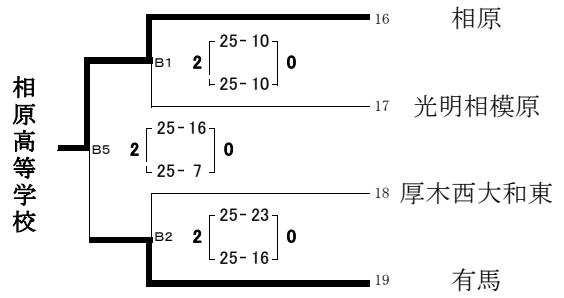 16 相原
25-10
B1 2 0
25-10
17 光明相模原
相原高等学校
25-16
B5 2 0
25-7
18 厚木西大和東
25-23
B2 2 0
25-16
19 有馬